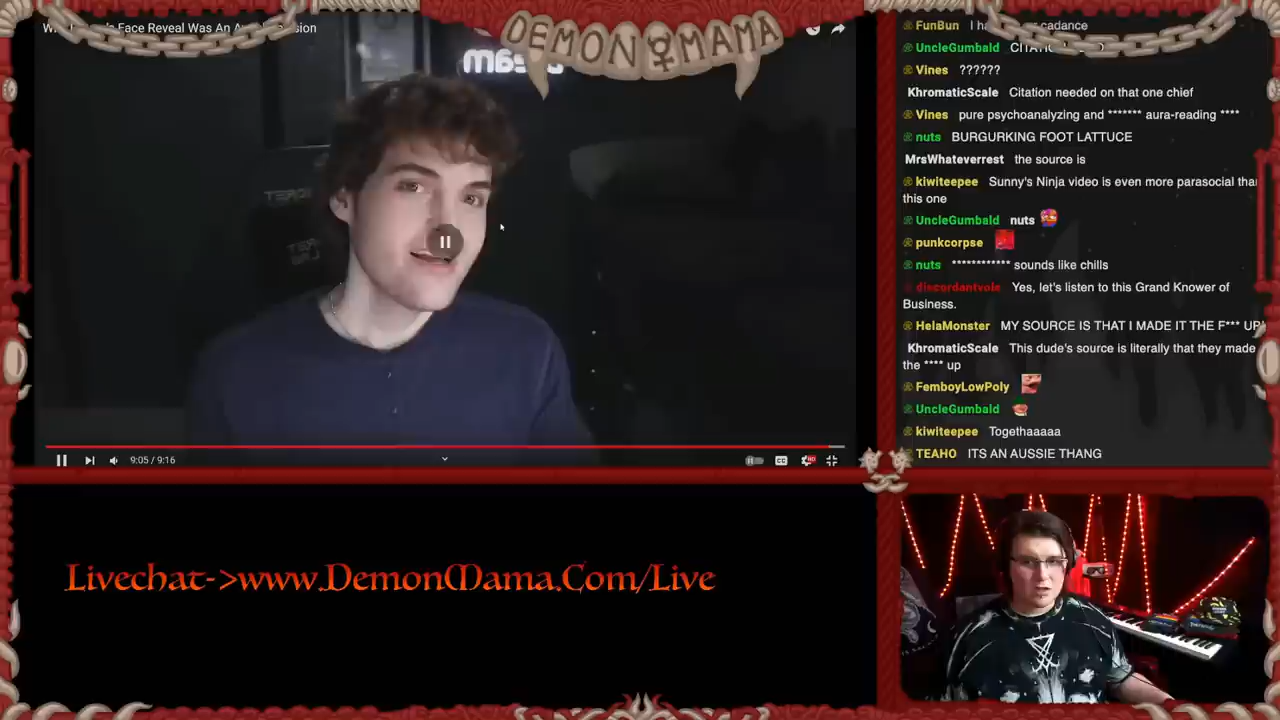 Face Reveal Was An
DEMON MAMA
9:05 / 9:16
CC
FunBun I
cadance
UncleGumbald
Vines ??????
KhromaticScale Citation needed on that one chief
Vines pure psychoanalyzing and ******* aura-reading ****
nuts BURGURKING FOOT LATTUCE
MrsWhateverrest the source is
kiwiteepee Sunny's Ninja video is even more parasocial than
this one
UncleGumbald nuts
punkcorpse
nuts ************ sounds like chills
discordantvole Yes, let's listen to this Grand Knower of
Business.
HelaMonster MY SOURCE IS THAT I MADE IT THE F*** UP!
KhromaticScale This dude's source is literally that they made
the **** up
FemboyLowPoly
UncleGumbald
kiwiteepee Togethaaaaa
TEAHO ITS AN AUSSIE THANG
Livechat->www.DemonMama.Com/Live